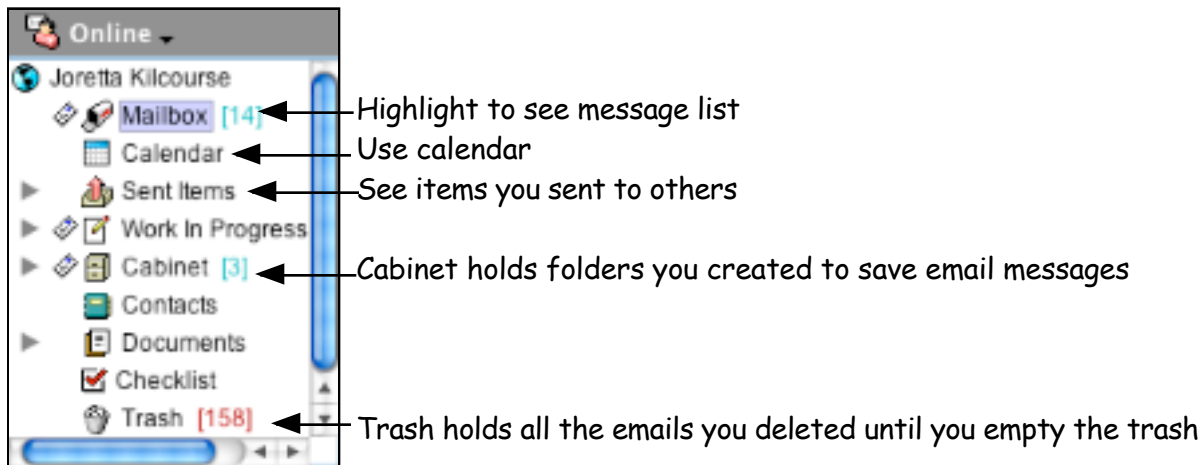 Online
Joretta Kilcourse
Mailbox [14] Highlight to see message list
Calendar Use calendar
Sent Items See items you sent to others
Work In Progress
Cabinet [3] Cabinet holds folders you created to save email messages
Contacts
Documents
Checklist
Trash [158] Trash holds all the emails you deleted until you empty the trash